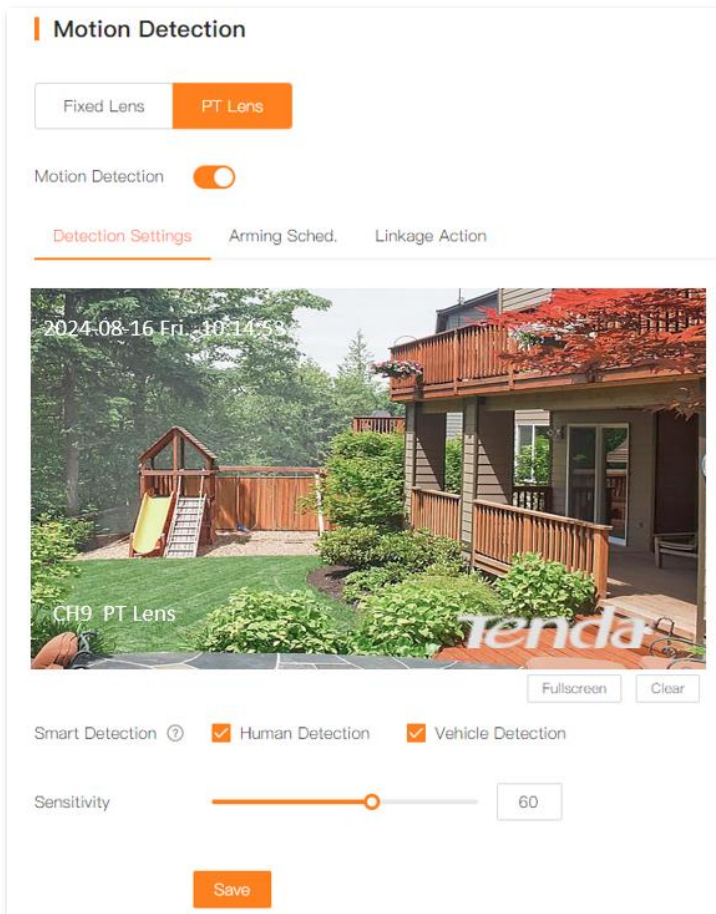 Motion Detection
Fixed Lens PT Lens
Motion Detection
Detection Settings Arming Sched. Linkage Action
2024-08-16 Fri. 10:14:53
CH9 PT Lens
Tenda
Fullscreen Clear
Smart Detection ? Human Detection Vehicle Detection
Sensitivity 60
Save